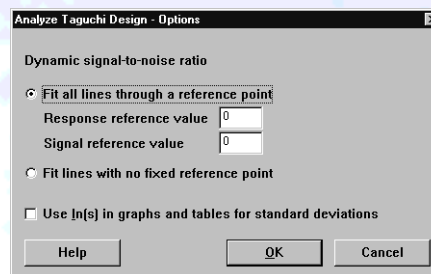 Analyze Taguchi Design - Options
Dynamic signal-to-noise ratio
Fit all lines through a reference point
Response reference value 0
Signal reference value 0
Fit lines with no fixed reference point
Use ln(s) in graphs and tables for standard deviations
Help OK Cancel